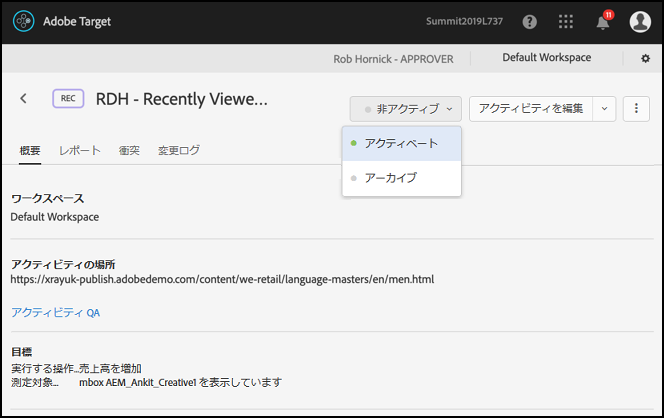 Adobe Target
Summit2019L737
11
Rob Hornick - APPROVER
Default Workspace
REC
RDH - Recently Viewe...
非アクティブ
アクティビティを編集
アクティベート
アーカイブ
概要
レポート
衝突
変更ログ
ワークスペース
Default Workspace
アクティビティの場所
https://xrayuk-publish.adobedemo.com/content/we-retail/language-masters/en/men.html
アクティビティ QA
目標
実行する操作...売上高を増加
測定対象... mbox AEM_Ankit_Creative1 を表示しています